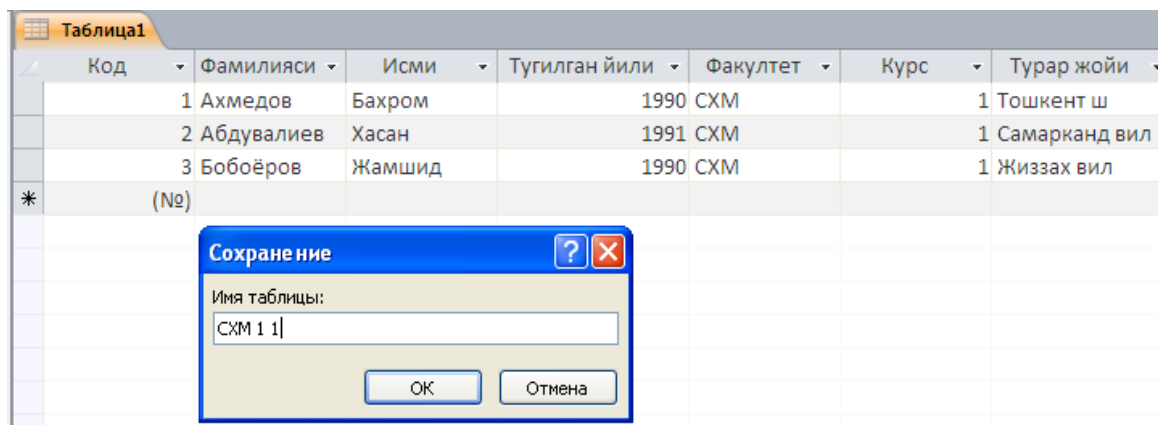 Таблица1
Код Фамилияси Исми Тугилган йили Факултет Курс Турар жойи
1 Ахмедов Бахром 1990 СХМ 1 Тошкент ш
2 Абдувалиев Хасан 1991 СХМ 1 Самарканд вил
3 Бобоёров Жамшид 1990 СХМ 1 Жиззах вил
* (№)
Сохранение ?
Имя таблицы:
СХМ 1 1
ОК Отмена